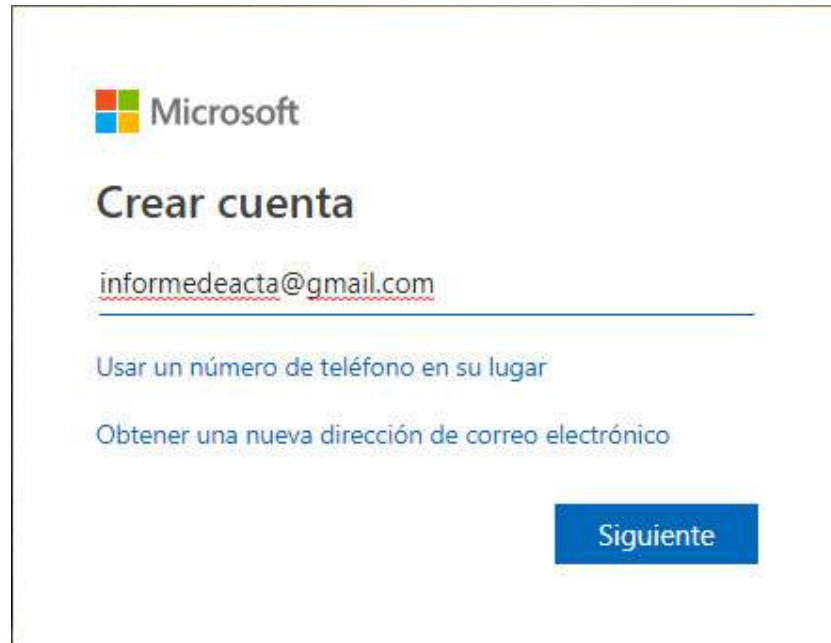 Microsoft
Crear cuenta
informedeacta@gmail.com
Usar un número de teléfono en su lugar
Obtener una nueva dirección de correo electrónico
Siguiente